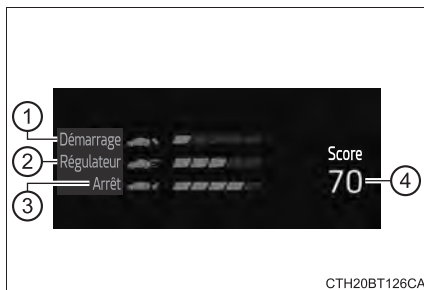 1
Démarrage
2
Régulateur
3
Arrêt
Score
70
4
CTH20BT126CA